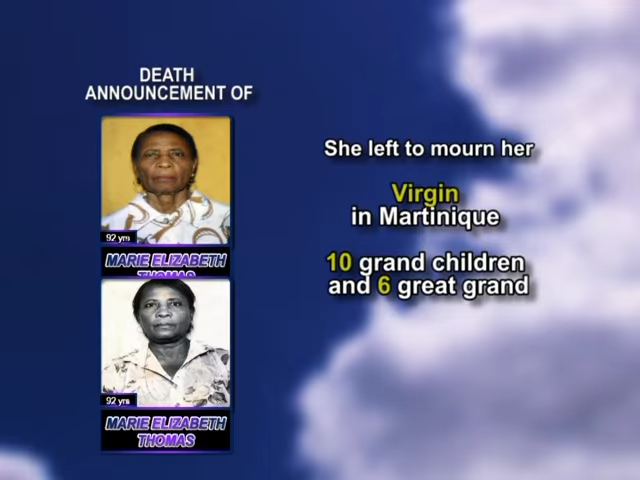 DEATH
ANNOUNCEMENT OF
92 yrs
MARIE ELIZABETH
THOMAS
92 yrs
MARIE ELIZABETH
THOMAS
She left to mourn her
Virgin
in Martinique
10 grand children
and 6 great grand